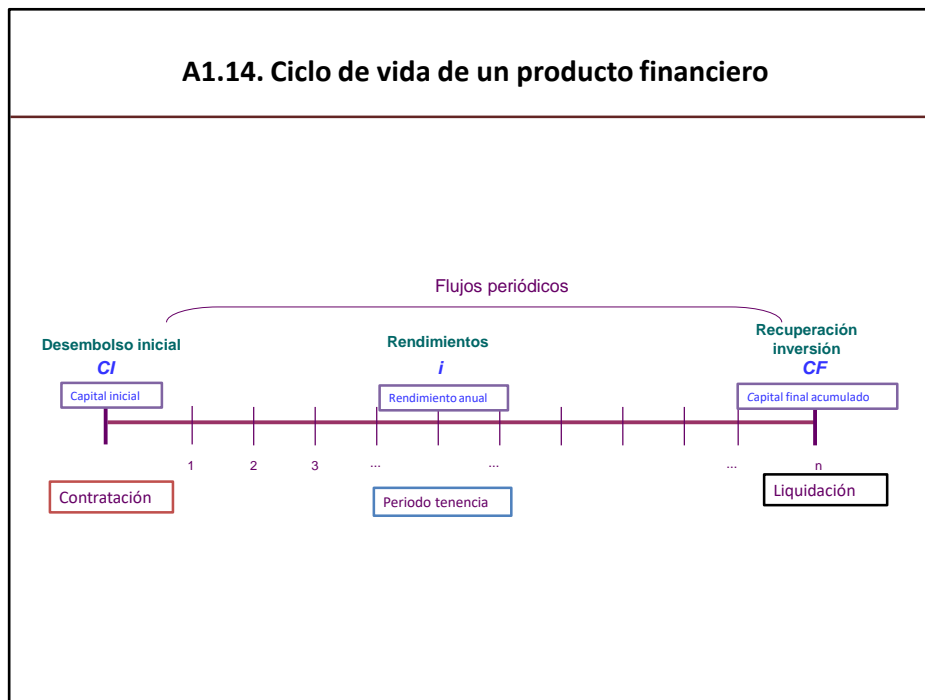 A1.14. Ciclo de vida de un producto financiero
Flujos periódicos
Desembolso inicial
CI
Capital inicial
Rendimientos
i
Rendimiento anual
Recuperación
inversión
CF
Capital final acumulado
1 2 3 ... ... ... n
Contratación
Periodo tenencia
Liquidación